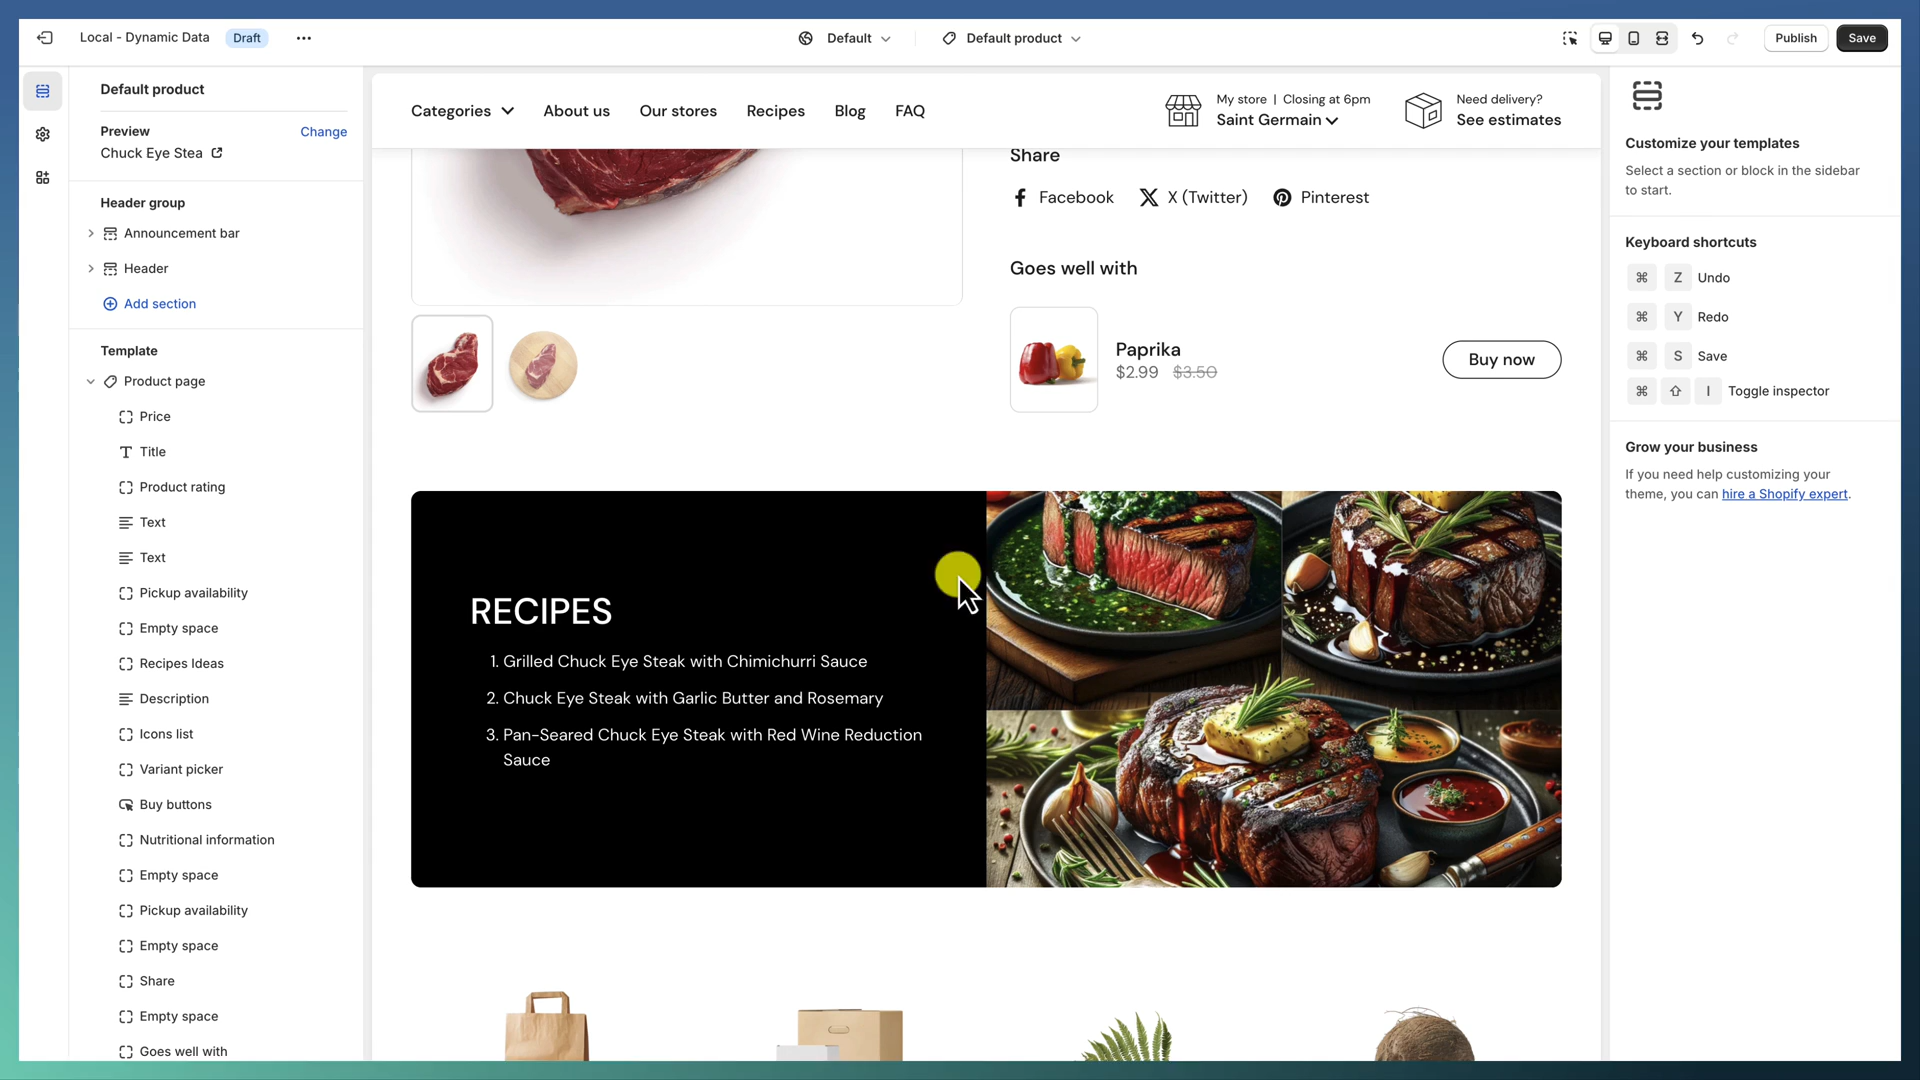 Local - Dynamic Data
Draft
Default
Default product
Publish
Save
Default product
Preview
Change
Chuck Eye Stea
Header group
Announcement bar
Header
Add section
Template
Product page
Price
Title
Product rating
Text
Text
Pickup availability
Empty space
Recipes Ideas
Description
Icons list
Variant picker
Buy buttons
Nutritional information
Empty space
Pickup availability
Empty space
Share
Empty space
Goes well with
Categories
About us
Our stores
Recipes
Blog
FAQ
My store | Closing at 6pm
Saint Germain
Need delivery?
See estimates
Share
Facebook
X (Twitter)
Pinterest
Goes well with
Paprika
$2.99 $3.50
Buy now
RECIPES
1. Grilled Chuck Eye Steak with Chimichurri Sauce
2. Chuck Eye Steak with Garlic Butter and Rosemary
3. Pan-Seared Chuck Eye Steak with Red Wine Reduction
Sauce
Customize your templates
Select a section or block in the sidebar
to start.
Keyboard shortcuts
⌘ Z Undo
⌘ Y Redo
⌘ S Save
⌘ ⇧ I Toggle inspector
Grow your business
If you need help customizing your
theme, you can hire a Shopify expert.